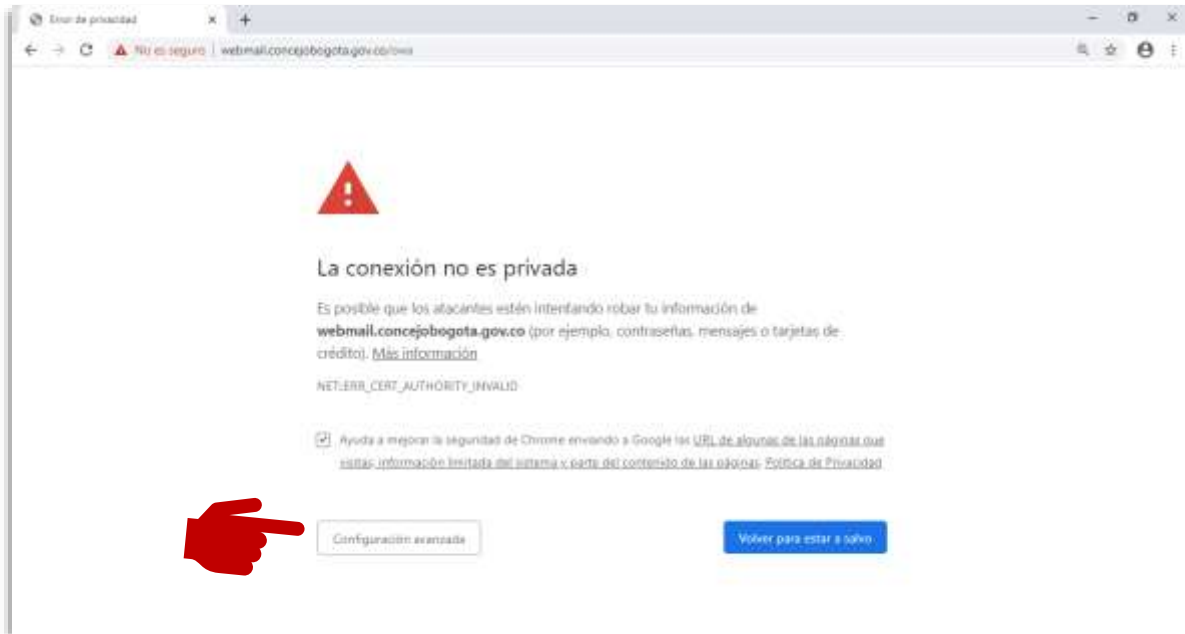 Error de privacidad
No es seguro | webmail.concejobogota.gov.co/owa
La conexión no es privada
Es posible que los atacantes estén intentando robar tu información de
webmail.concejobogota.gov.co (por ejemplo, contraseñas, mensajes o tarjetas de
crédito). Más información
NET::ERR_CERT_AUTHORITY_INVALID
Ayuda a mejorar la seguridad de Chrome enviando a Google las URL de algunas de las páginas que
visitas, información limitada del sistema y parte del contenido de las páginas. Política de Privacidad
Configuración avanzada
Volver para estar a salvo